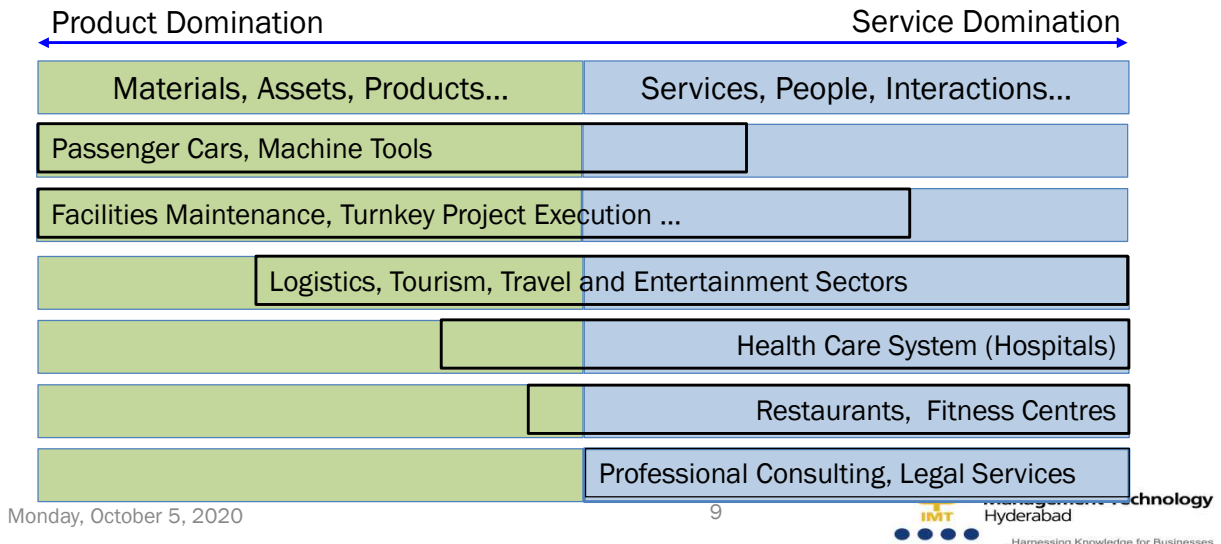 Product Domination
Service Domination
Materials, Assets, Products...
Services, People, Interactions...
Passenger Cars, Machine Tools
Facilities Maintenance, Turnkey Project Execution ...
Logistics, Tourism, Travel and Entertainment Sectors
Health Care System (Hospitals)
Restaurants, Fitness Centres
Professional Consulting, Legal Services
Monday, October 5, 2020
9
IMT
Hyderabad
Harnessing Knowledge for Businesses